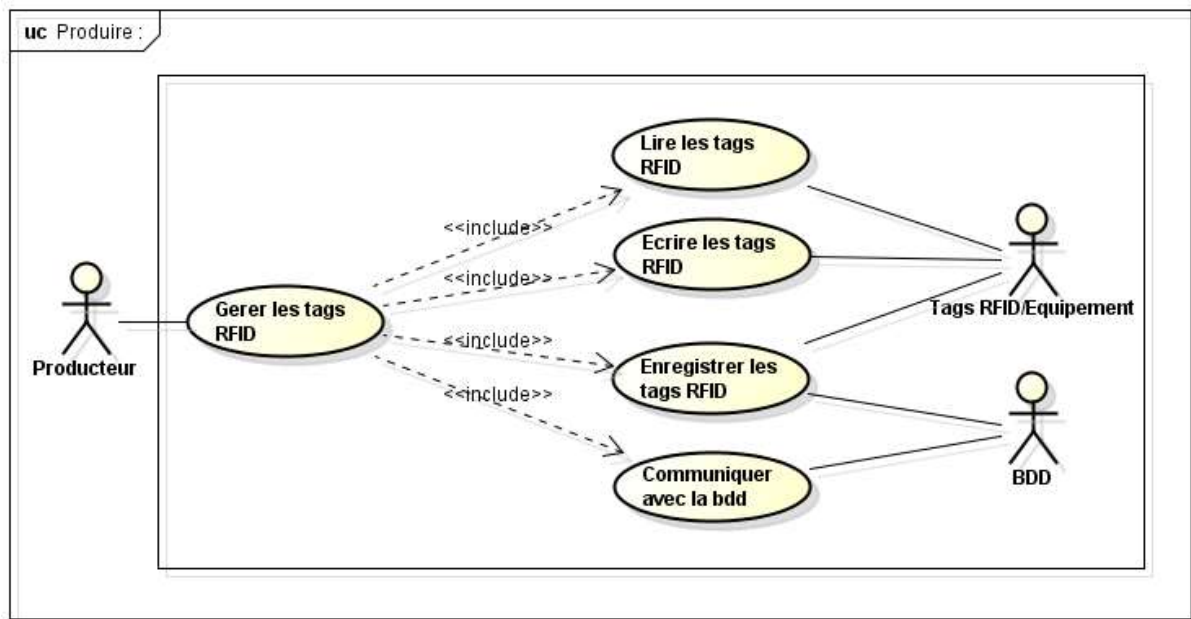 uc Produire :
Lire les tags
RFID
<<include>>
Ecrire les tags
RFID
<<include>>
Gerer les tags
RFID
Tags RFID/Equipement
Producteur
<<include>>
Enregistrer les
tags RFID
<<include>>
Communiquer
avec la bdd
BDD